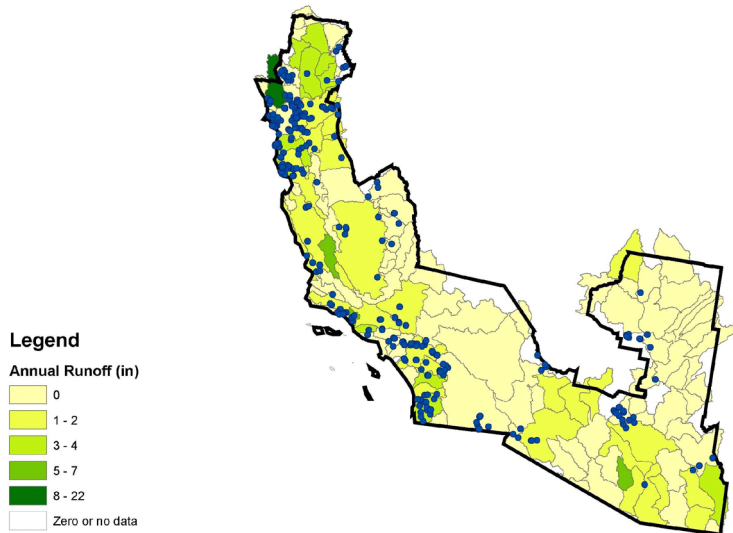 Legend
Annual Runoff (in)
0
1 - 2
3 - 4
5 - 7
8 - 22
Zero or no data